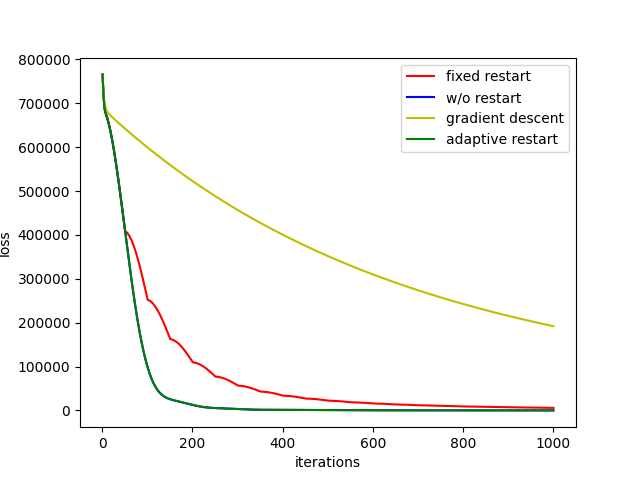 800000
700000
600000
500000
400000
300000
200000
100000
0
loss
0
200
400
600
800
1000
iterations
fixed restart
w/o restart
gradient descent
adaptive restart